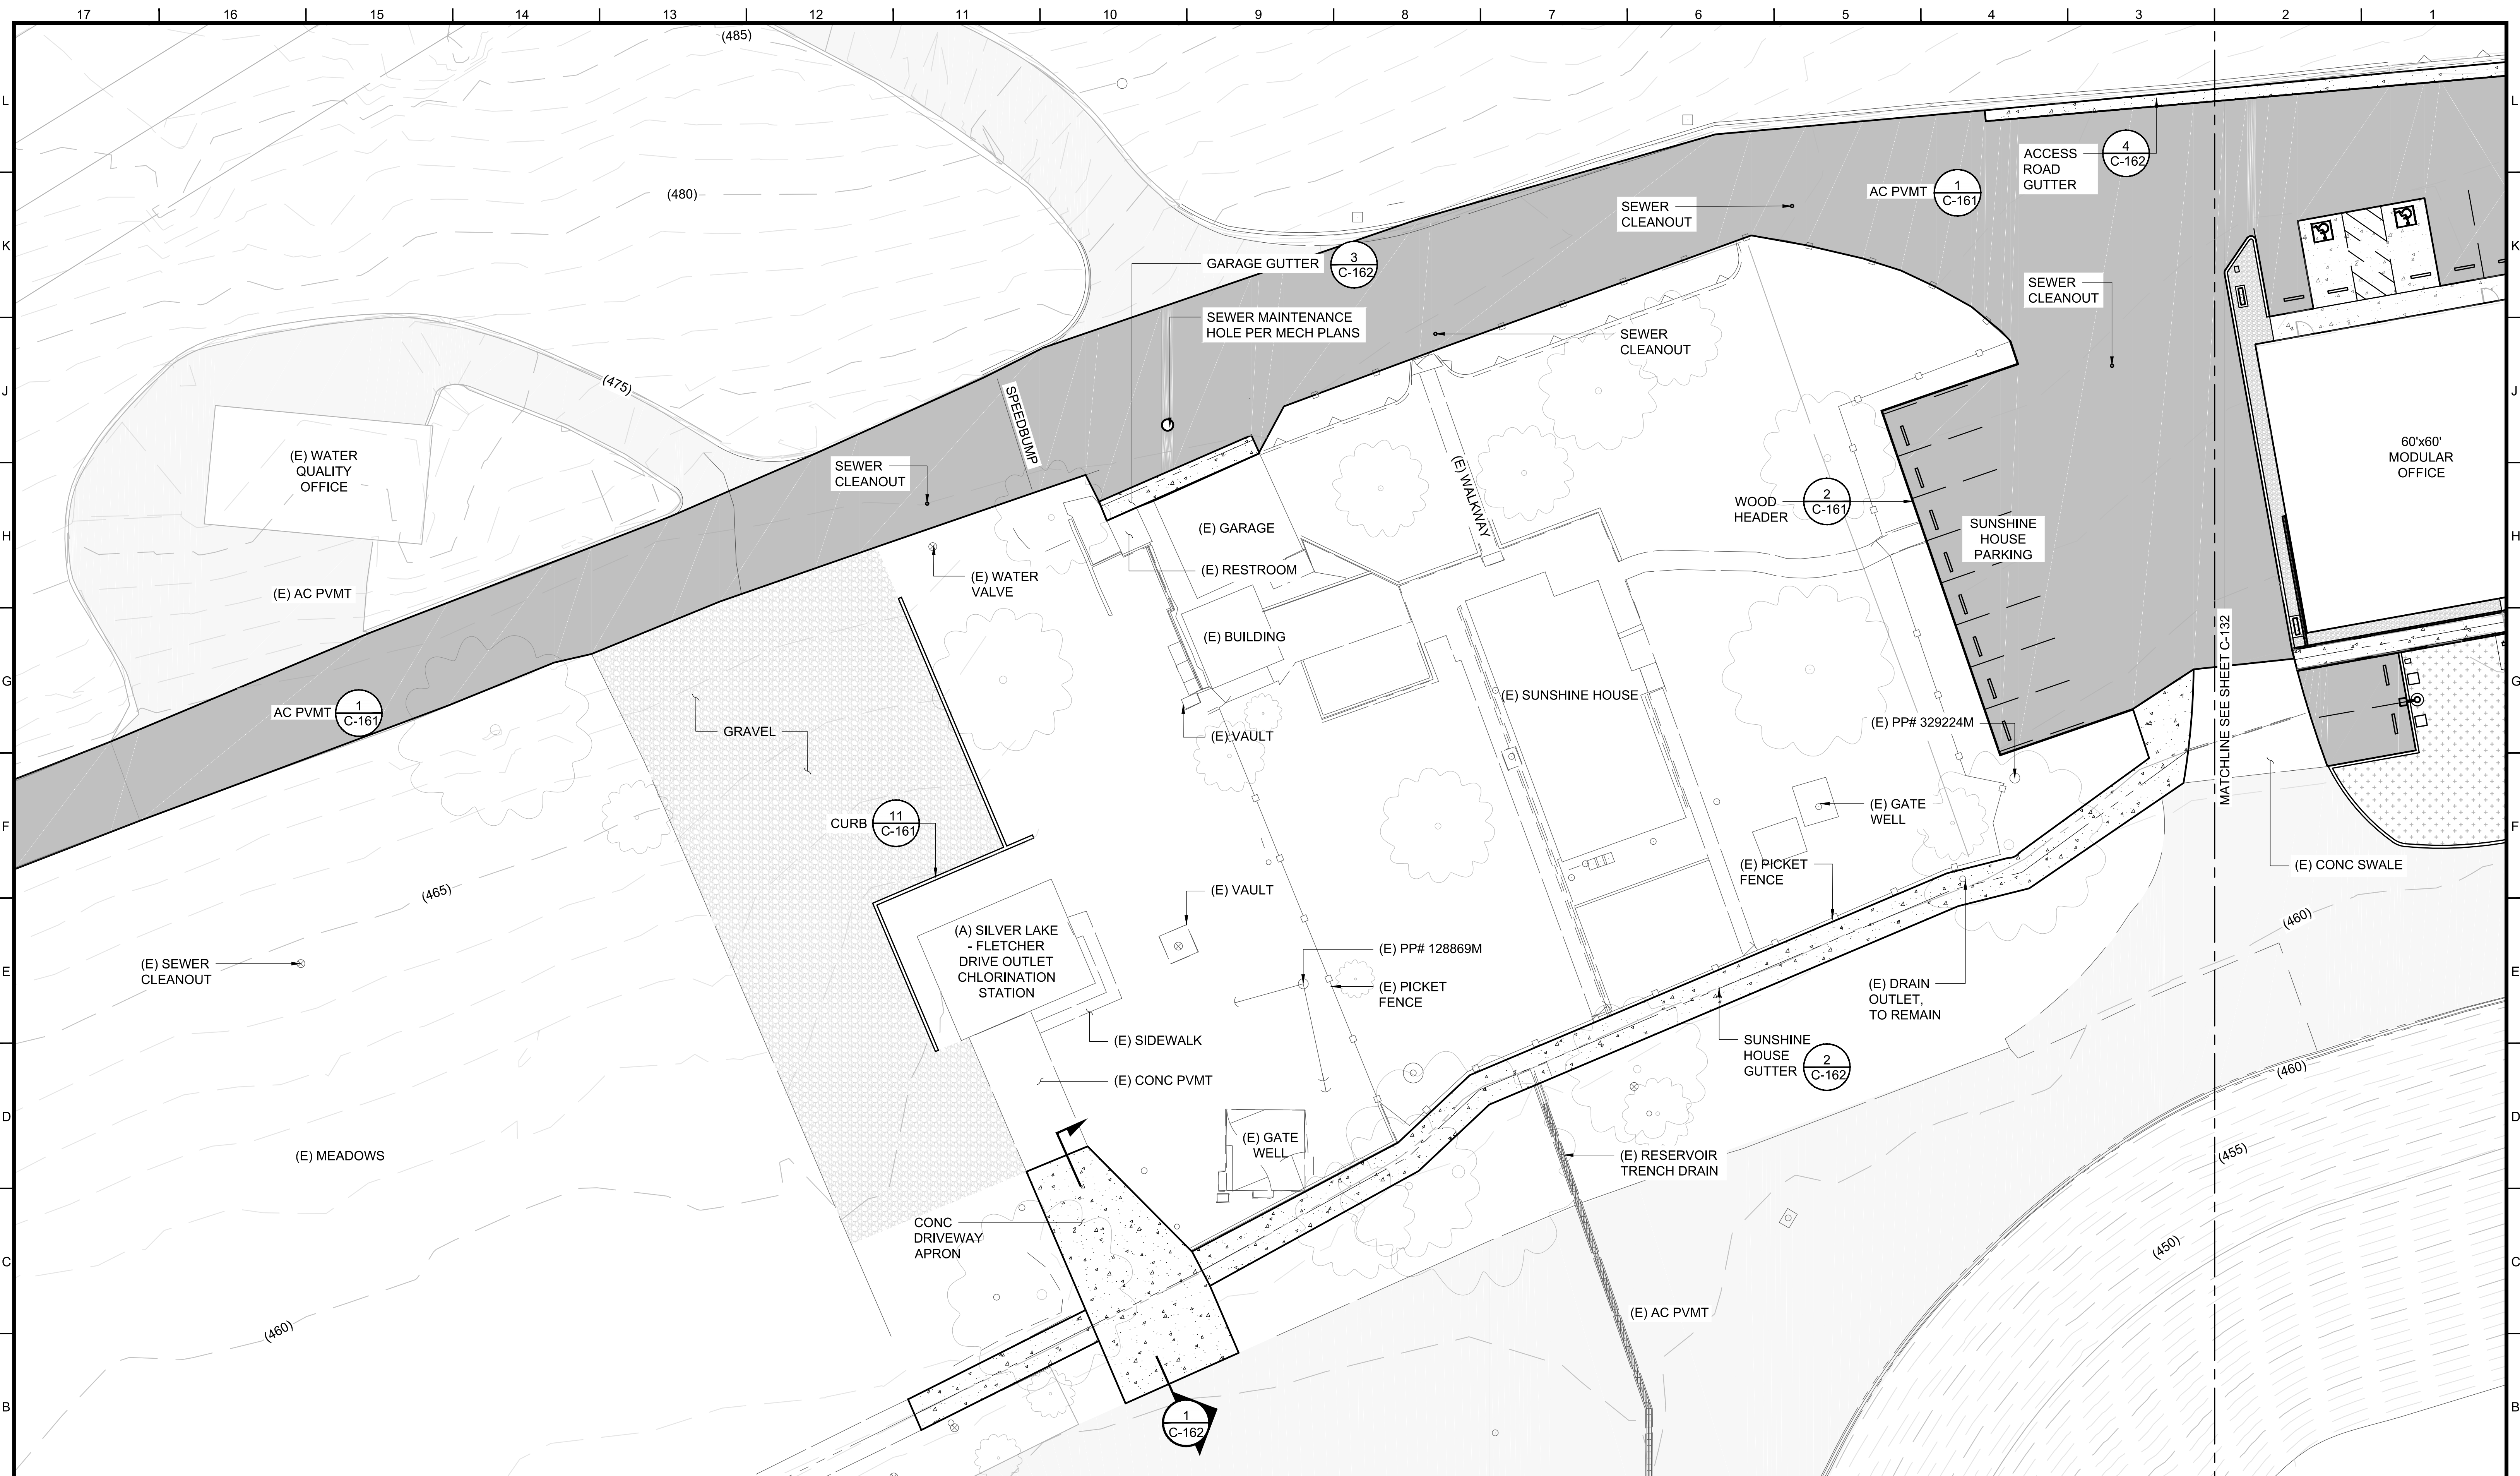 17 16 15 14 13 12 11 10 9 8 7 6 5 4 3 2 1
L
K
J
H
G
F
E
D
C
B
L
K
J
H
G
F
E
D
C
B
(485)
(480)
(475)
(465)
(460)
(460)
(460)
(455)
(450)
ACCESS
ROAD
GUTTER
4
C-162
AC PVMT
1
C-161
SEWER
CLEANOUT
GARAGE GUTTER
3
C-162
SEWER
CLEANOUT
SEWER MAINTENANCE
HOLE PER MECH PLANS
SEWER
CLEANOUT
SPEEDBUMP
(E) WATER
QUALITY
OFFICE
SEWER
CLEANOUT
60'x60'
MODULAR
OFFICE
(E) WALKWAY
WOOD
HEADER
2
C-161
(E) GARAGE
SUNSHINE
HOUSE
PARKING
(E) RESTROOM
(E) WATER
VALVE
(E) AC PVMT
(E) BUILDING
MATCHLINE SEE SHEET C-132
(E) SUNSHINE HOUSE
AC PVMT
1
C-161
(E) PP# 329224M
GRAVEL
(E) VAULT
(E) GATE
WELL
CURB
11
C-161
(E) PICKET
FENCE
(E) CONC SWALE
(E) VAULT
(A) SILVER LAKE
- FLETCHER
DRIVE OUTLET
CHLORINATION
STATION
(E) PP# 128869M
(E) SEWER
CLEANOUT
(E) PICKET
FENCE
(E) DRAIN
OUTLET,
TO REMAIN
(E) SIDEWALK
SUNSHINE
HOUSE
GUTTER
2
C-162
(E) CONC PVMT
(E) GATE
WELL
(E) MEADOWS
(E) RESERVOIR
TRENCH DRAIN
CONC
DRIVEWAY
APRON
(E) AC PVMT
1
C-162